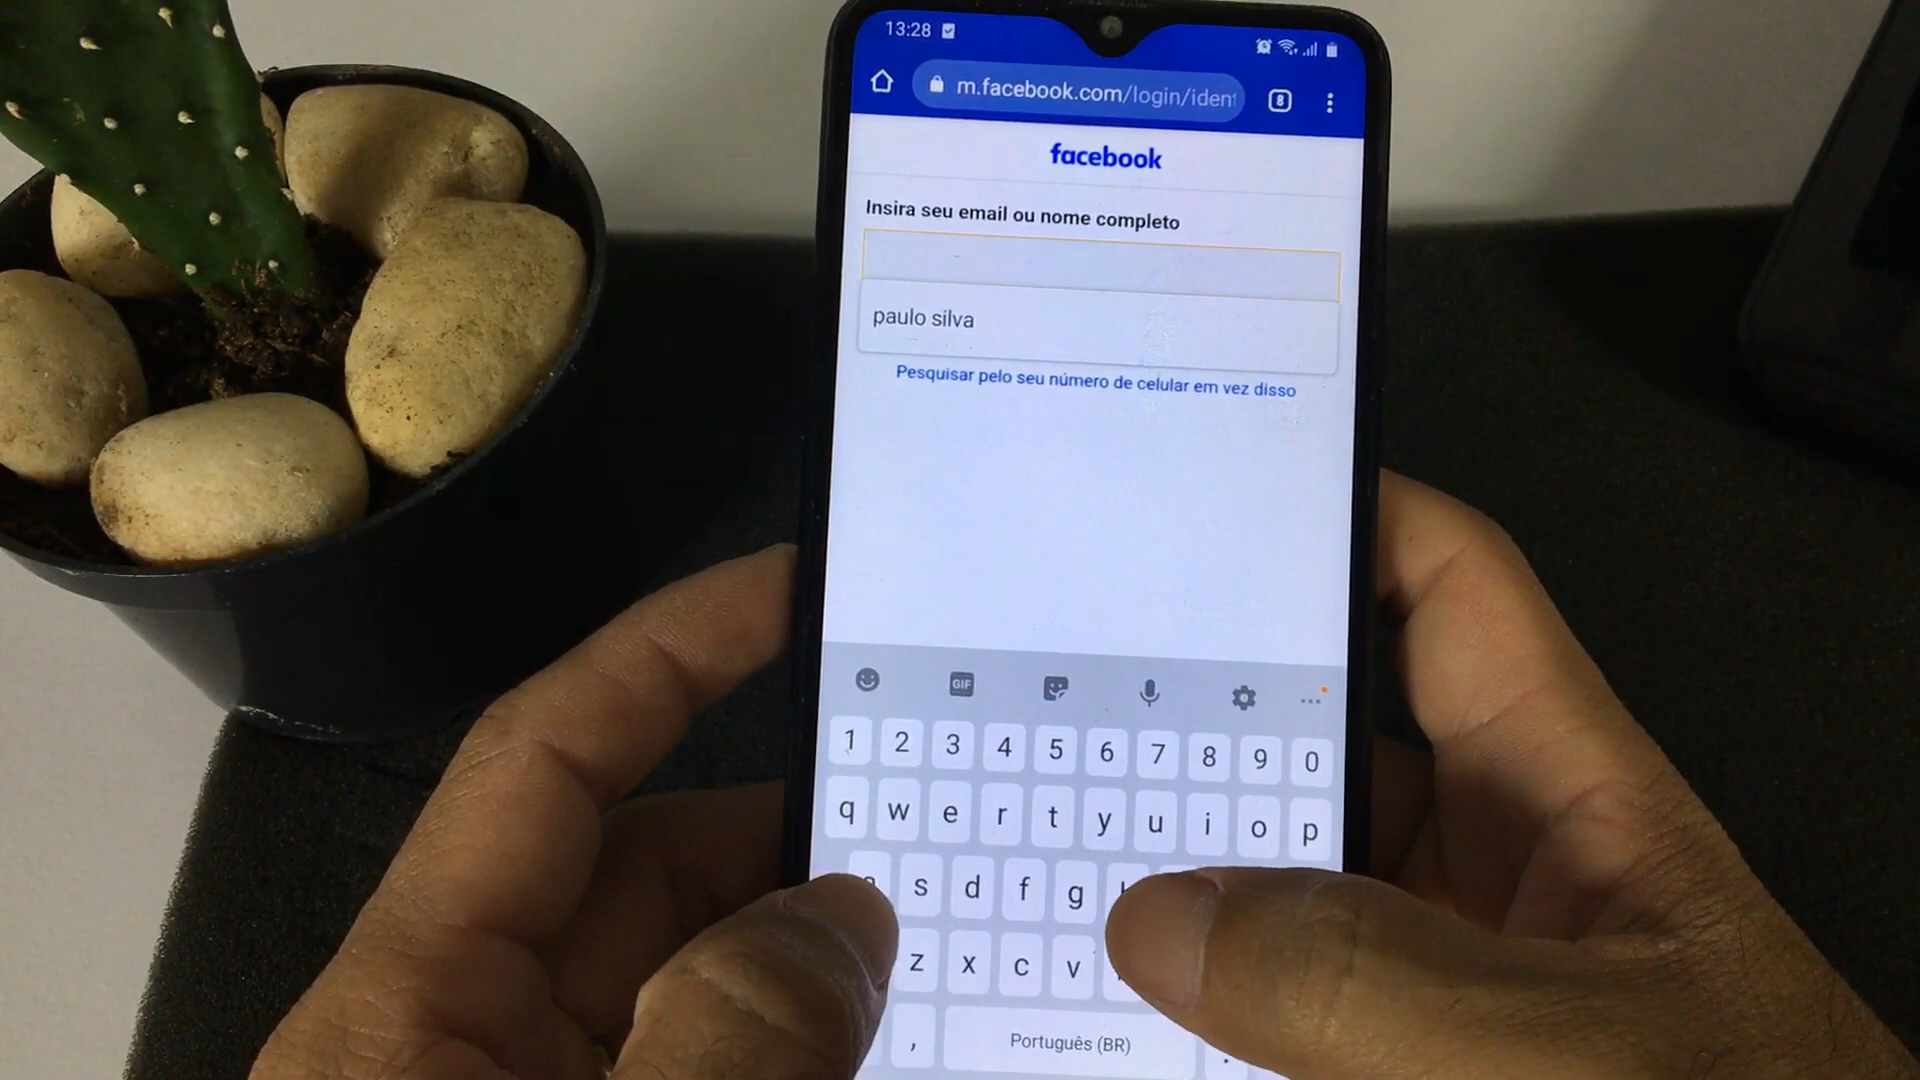 13:28
m.facebook.com/login/ident
8
facebook
Insira seu email ou nome completo
paulo silva
Pesquisar pelo seu número de celular em vez disso
GIF
1 2 3 4 5 6 7 8 9 0
q w e r t y u i o p
s d f g
z x c v
, Português (BR) .